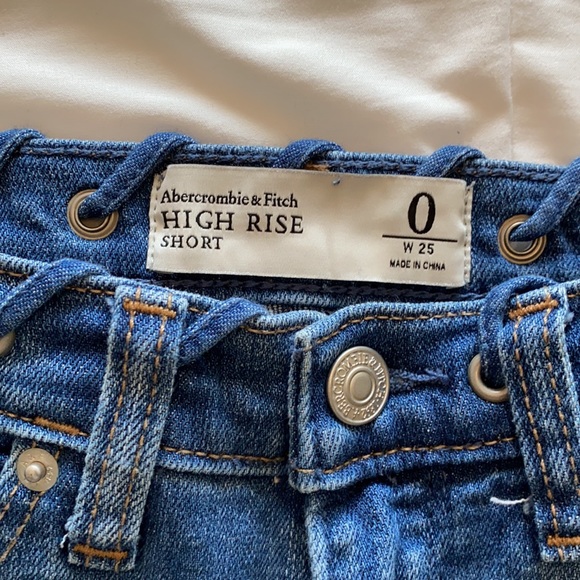 Abercrombie & Fitch
HIGH RISE
SHORT
0
W 25
MADE IN CHINA